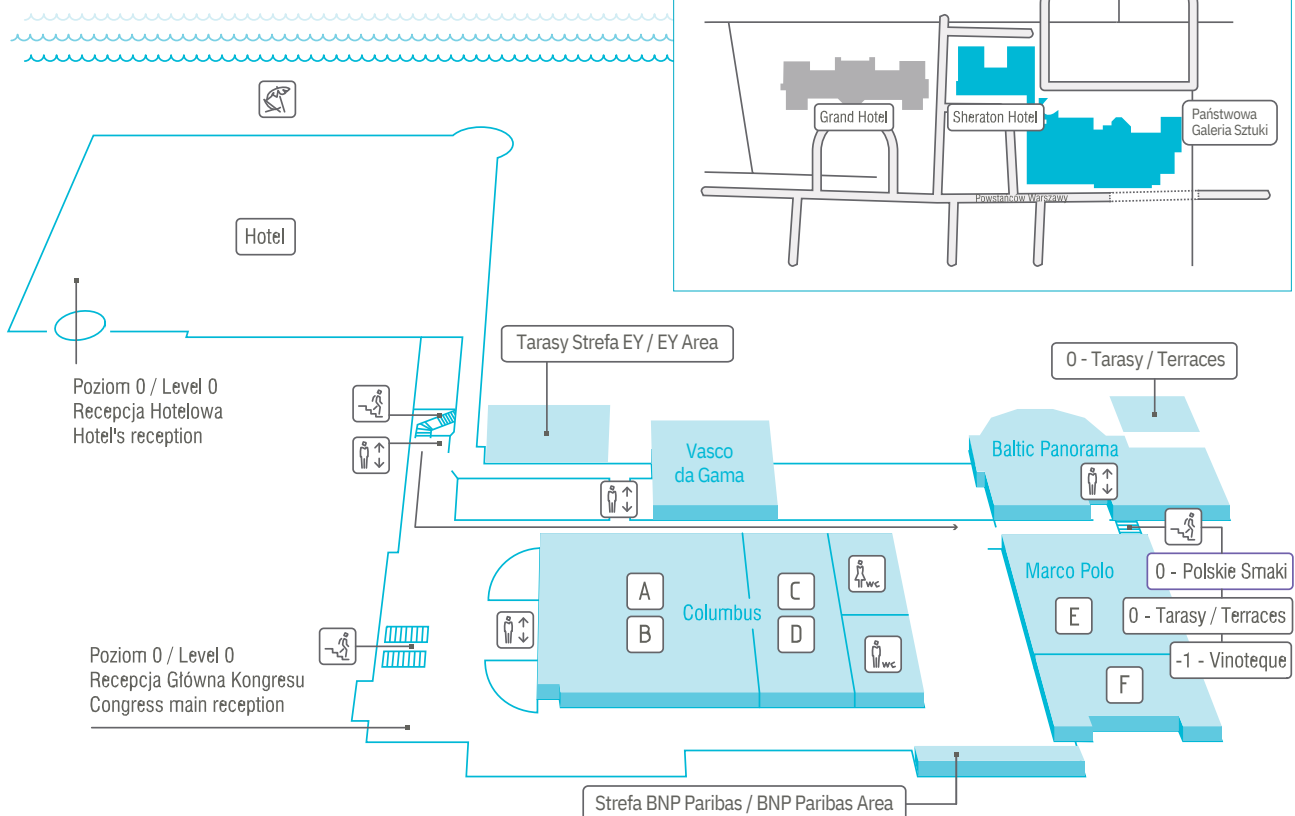 Grand Hotel
Sheraton Hotel
Państwowa
Galeria Sztuki
Powstańców Warszawy
Hotel
Tarasy Strefa EY / EY Area
0 - Tarasy / Terraces
Poziom 0 / Level 0
Recepcja Hotelowa
Hotel's reception
Vasco
da Gama
Baltic Panorama
Marco Polo
0 - Polskie Smaki
A
C
WC
E
0 - Tarasy / Terraces
Columbus
B
D
WC
-1 - Vinoteque
F
Poziom 0 / Level 0
Recepcja Główna Kongresu
Congress main reception
Strefa BNP Paribas / BNP Paribas Area